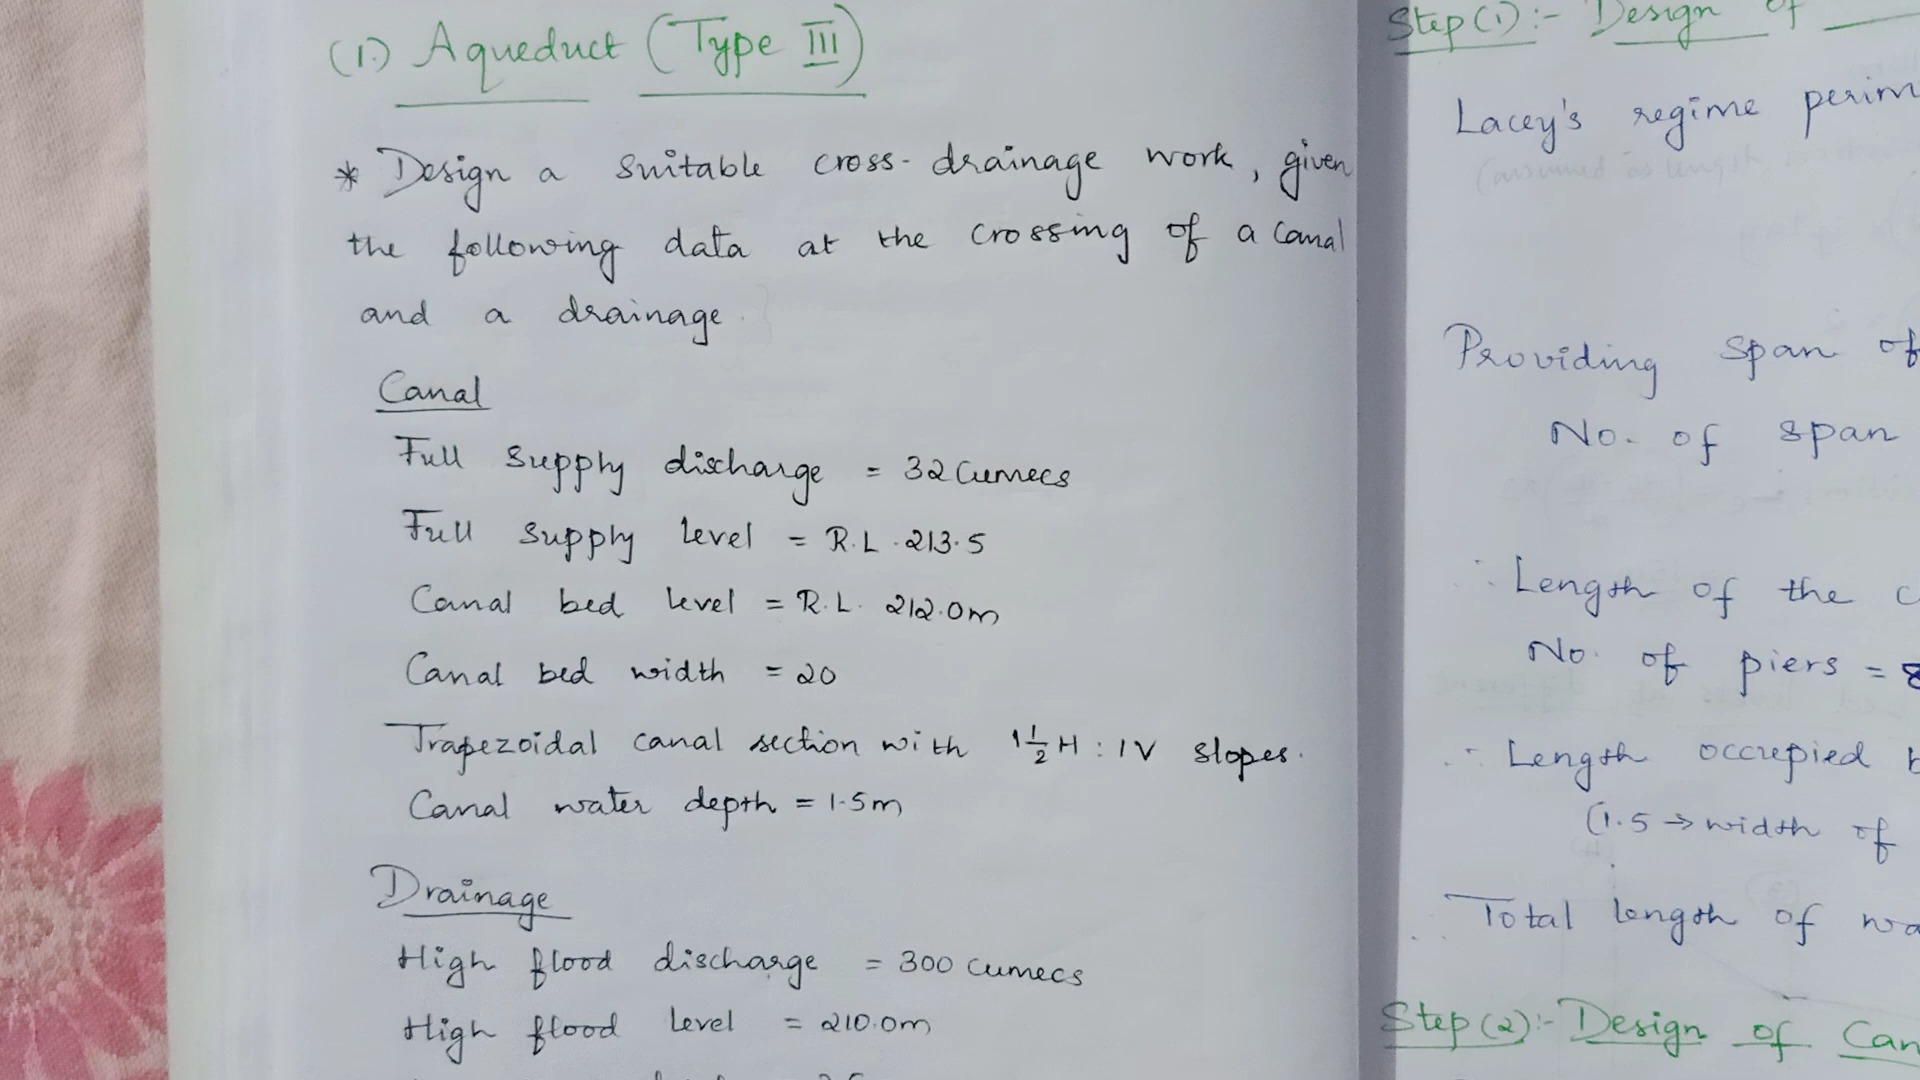 (1.) Aqueduct (Type III)
* Design a suitable cross-drainage work, given
the following data at the crossing of a canal
and a drainage.
Canal
Full supply discharge = 32 Cumecs
Full supply level = R.L. 213.5
Canal bed level = R.L. 212.0m
Canal bed width = 20
Trapezoidal canal section with 1½H : 1V slopes.
Canal water depth = 1.5m
Drainage
High flood discharge = 300 cumecs
High flood level = 210.0m
Step (1):- Design of
Lacey's regime
Providing span of
No. of span
∴ Length of the
No. of piers = 8
∴ Length occupied
(1.5 → width of
Total length of
Step (2):- Design of